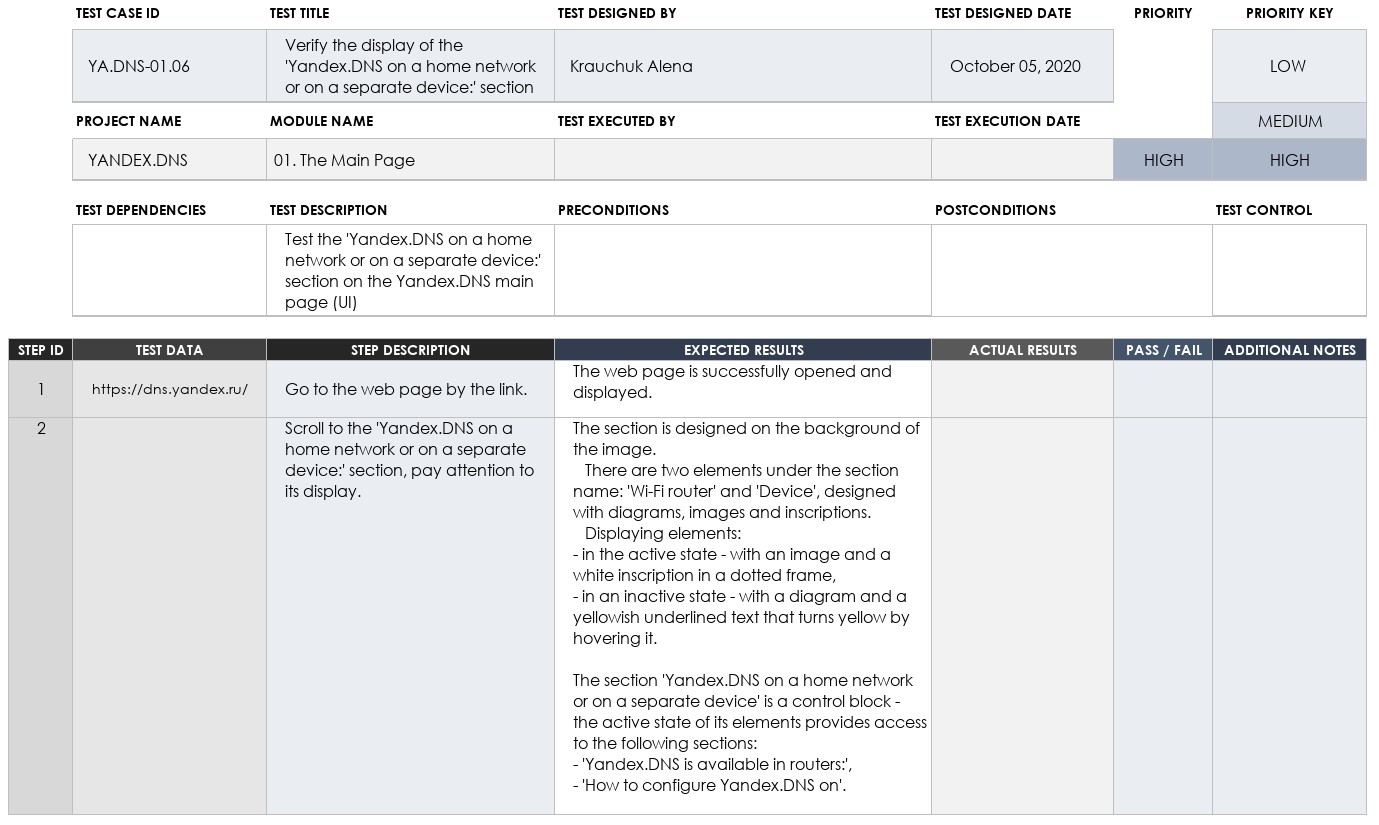 TEST CASE ID TEST TITLE TEST DESIGNED BY TEST DESIGNED DATE PRIORITY PRIORITY KEY
YA.DNS-01.06
Verify the display of the
'Yandex.DNS on a home network
or on a separate device:' section
Krauchuk Alena
October 05, 2020
LOW
PROJECT NAME MODULE NAME TEST EXECUTED BY TEST EXECUTION DATE
MEDIUM
YANDEX.DNS 01. The Main Page HIGH HIGH
TEST DEPENDENCIES TEST DESCRIPTION PRECONDITIONS POSTCONDITIONS TEST CONTROL
Test the 'Yandex.DNS on a home
network or on a separate device:'
section on the Yandex.DNS main
page (UI)
STEP ID TEST DATA STEP DESCRIPTION EXPECTED RESULTS ACTUAL RESULTS PASS / FAIL ADDITIONAL NOTES
1
https://dns.yandex.ru/
Go to the web page by the link.
The web page is successfully opened and
displayed.
2
Scroll to the 'Yandex.DNS on a
home network or on a separate
device:' section, pay attention to
its display.
The section is designed on the background of
the image.
There are two elements under the section
name: 'Wi-Fi router' and 'Device', designed
with diagrams, images and inscriptions.
Displaying elements:
- in the active state - with an image and a
white inscription in a dotted frame,
- in an inactive state - with a diagram and a
yellowish underlined text that turns yellow by
hovering it.
The section 'Yandex.DNS on a home network
or on a separate device' is a control block -
the active state of its elements provides access
to the following sections:
- 'Yandex.DNS is available in routers:',
- 'How to configure Yandex.DNS on'.